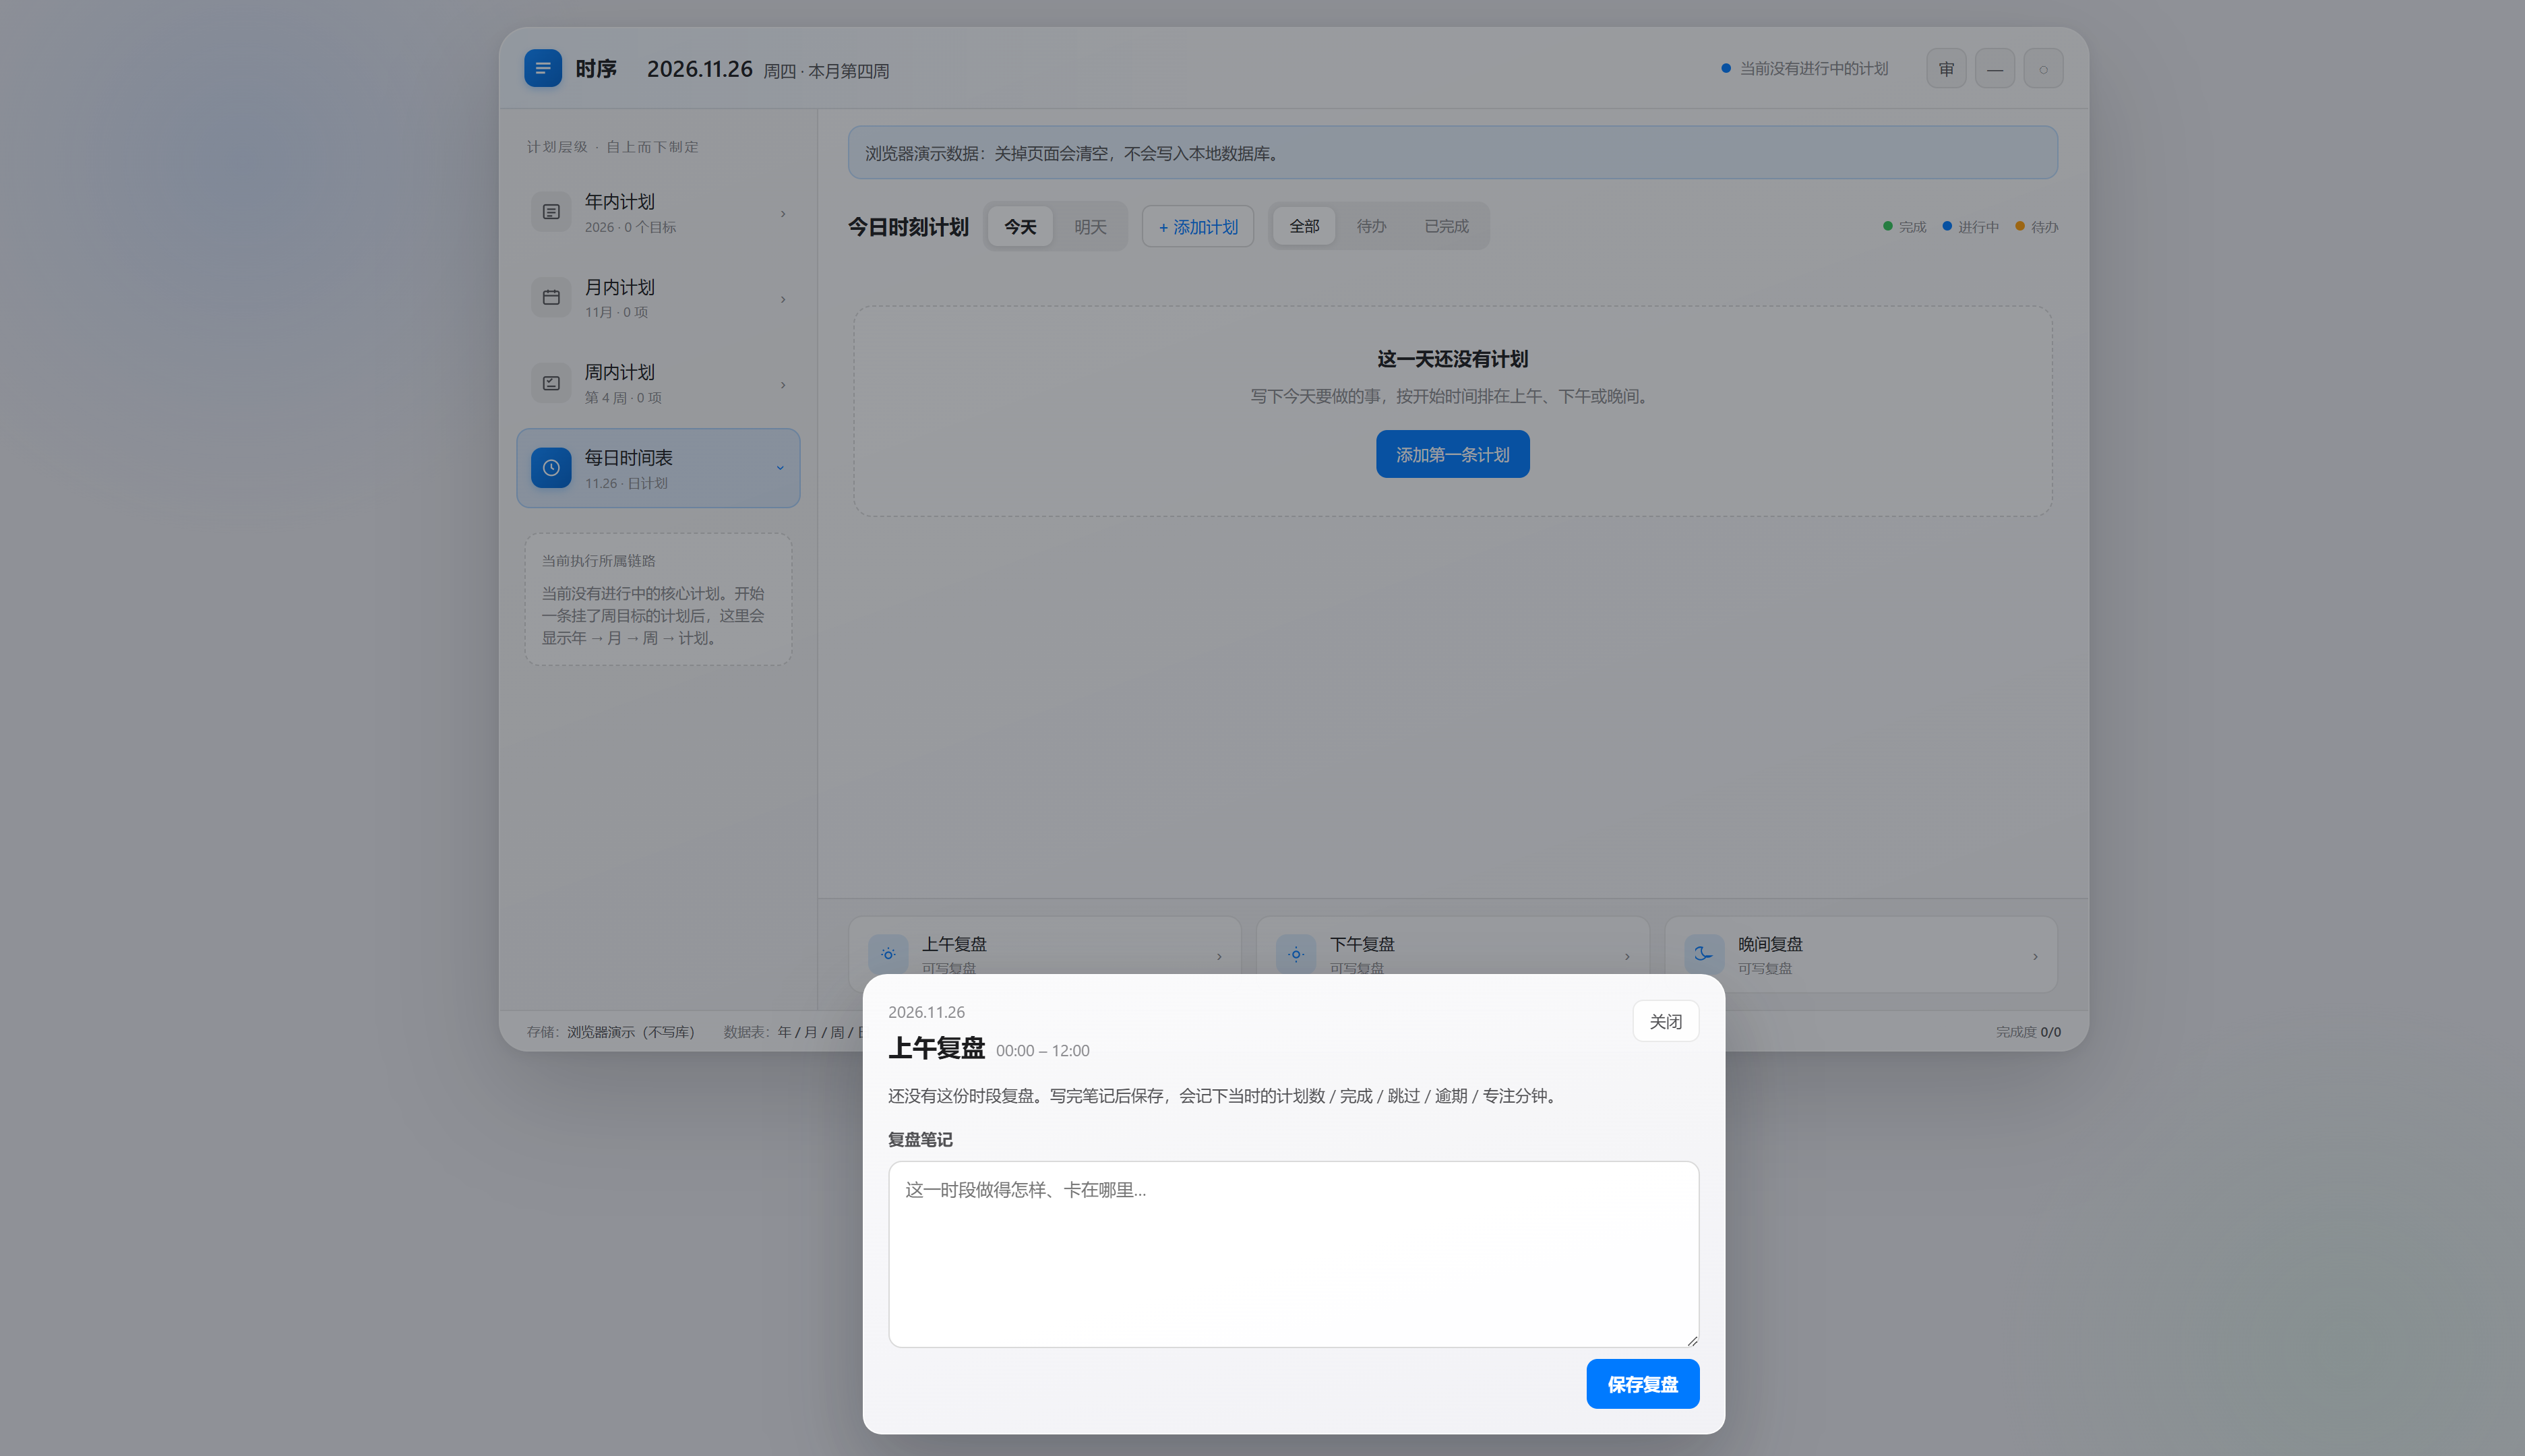 时序 2026.11.26 周四 · 本月第四周
当前没有进行中的计划 审 — ○
计划层级 · 自上而下制定
年内计划
2026 · 0 个目标
月内计划
11月 · 0 项
周内计划
第 4 周 · 0 项
每日时间表
11.26 · 日计划
当前执行所属链路
当前没有进行中的核心计划。开始
一条挂了周目标的计划后，这里会
显示年 → 月 → 周 → 计划。
浏览器演示数据：关掉页面会清空，不会写入本地数据库。
今日时刻计划 今天 明天 + 添加计划 全部 待办 已完成 完成 进行中 待办
这一天还没有计划
写下今天要做的事，按开始时间排在上午、下午或晚间。
添加第一条计划
上午复盘
可写复盘
下午复盘
可写复盘
晚间复盘
可写复盘
存储：浏览器演示（不写库） 数据表：年 / 月 / 周 /
完成度 0/0
2026.11.26
关闭
上午复盘 00:00 – 12:00
还没有这份时段复盘。写完笔记后保存，会记下当时的计划数 / 完成 / 跳过 / 逾期 / 专注分钟。
复盘笔记
这一时段做得怎样、卡在哪里...
保存复盘